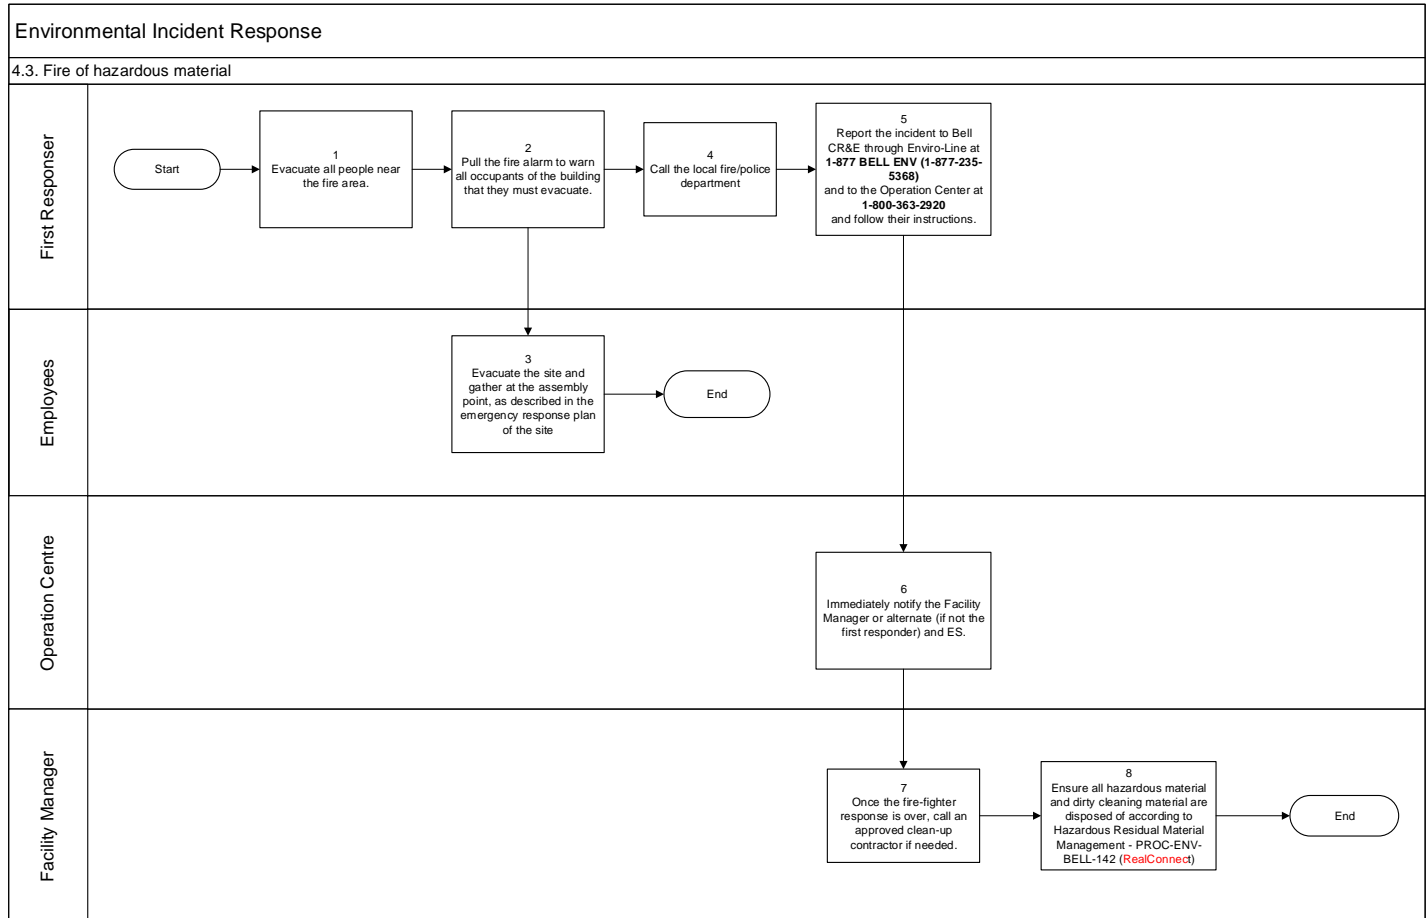 Environmental Incident Response
4.3. Fire of hazardous material
First Responser
Start
1
Evacuate all people near
the fire area.
2
Pull the fire alarm to warn
all occupants of the building
that they must evacuate.
4
Call the local fire/police
department
5
Report the incident to Bell
CR&E through Enviro-Line at
1-877 BELL ENV (1-877-235-
5368)
and to the Operation Center at
1-800-363-2920
and follow their instructions.
Employees
3
Evacuate the site and
gather at the assembly
point, as described in the
emergency response plan
of the site
End
Operation Centre
6
Immediately notify the Facility
Manager or alternate (if not the
first responder) and ES.
Facility Manager
7
Once the fire-fighter
response is over, call an
approved clean-up
contractor if needed.
8
Ensure all hazardous material
and dirty cleaning material are
disposed of according to
Hazardous Residual Material
Management - PROC-ENV-
BELL-142 (RealConnect)
End